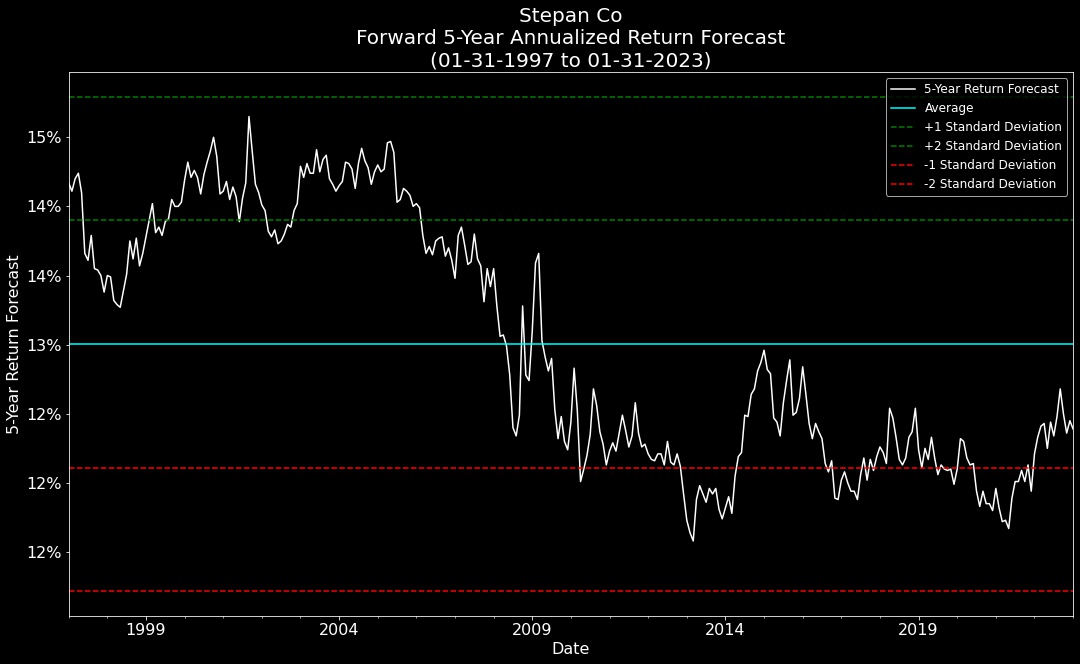 Stepan Co
Forward 5-Year Annualized Return Forecast
(01-31-1997 to 01-31-2023)
5-Year Return Forecast
Average
+1 Standard Deviation
+2 Standard Deviation
-1 Standard Deviation
-2 Standard Deviation
15%
14%
14%
13%
12%
12%
12%
5-Year Return Forecast
1999
2004
2009
2014
2019
Date